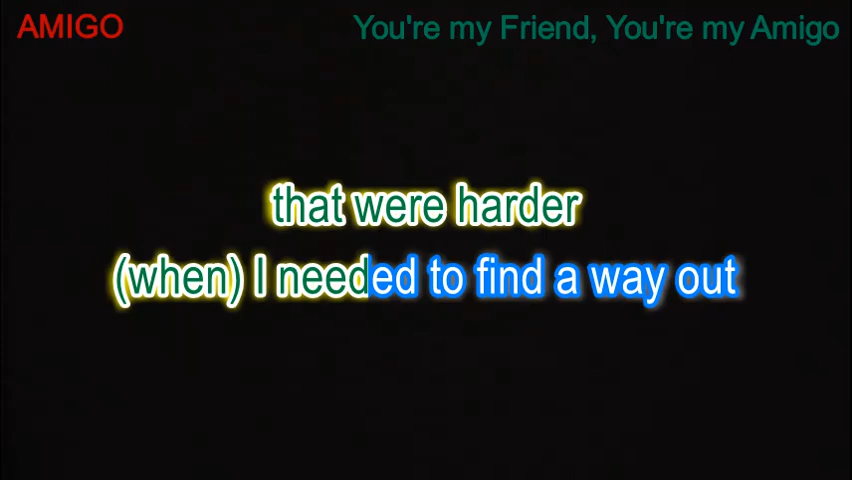 AMIGO
You're my Friend, You're my Amigo
that were harder
(when) I needed to find a way out